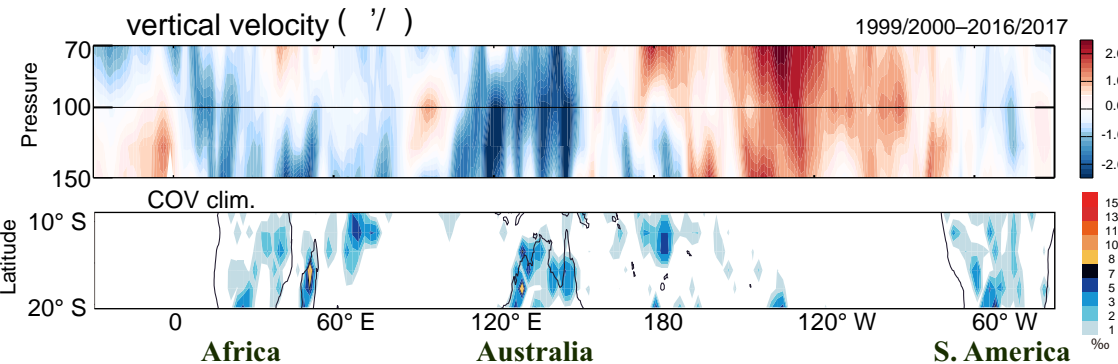 vertical velocity ( ’/ )
1999/2000–2016/2017
Pressure
70
100
150
2.0
1.0
0.0
-1.0
-2.0
COV clim.
Latitude
10° S
20° S
0
60° E
120° E
180
120° W
60° W
Africa
Australia
S. America
15
13
11
10
8
7
5
3
2
1
‰